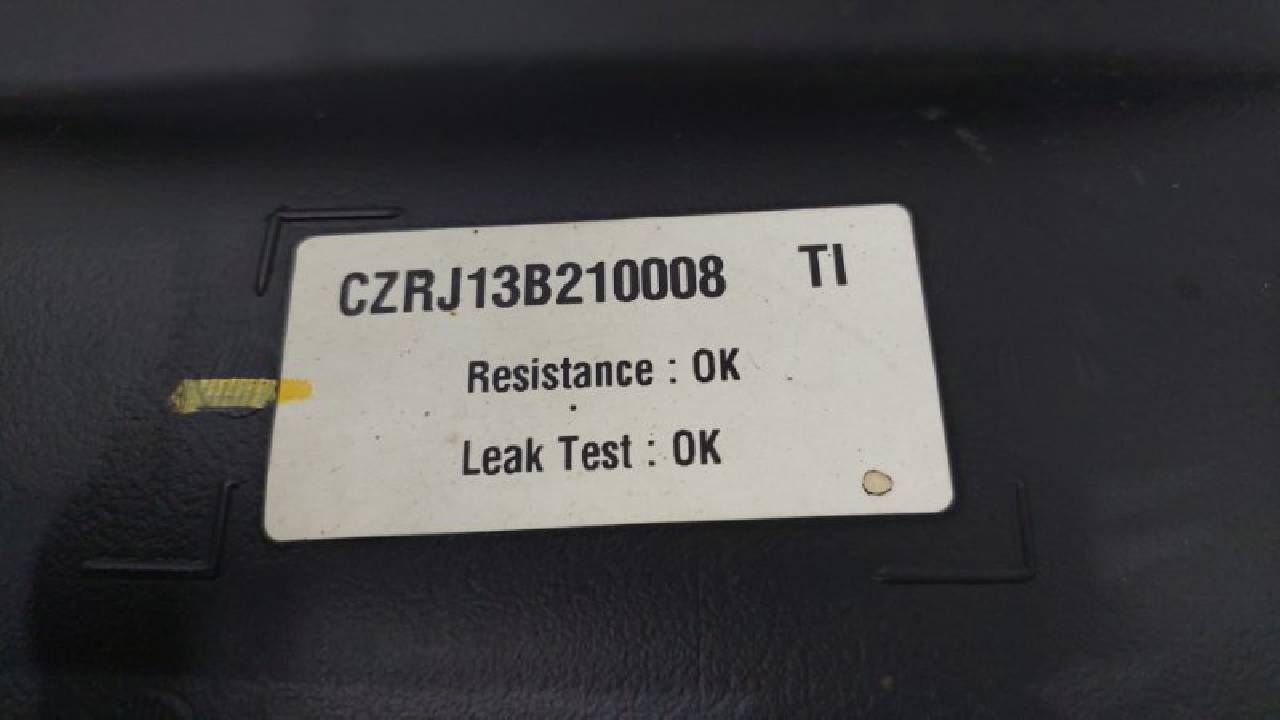 CZRJ13B210008 TI
Resistance : OK
Leak Test : OK